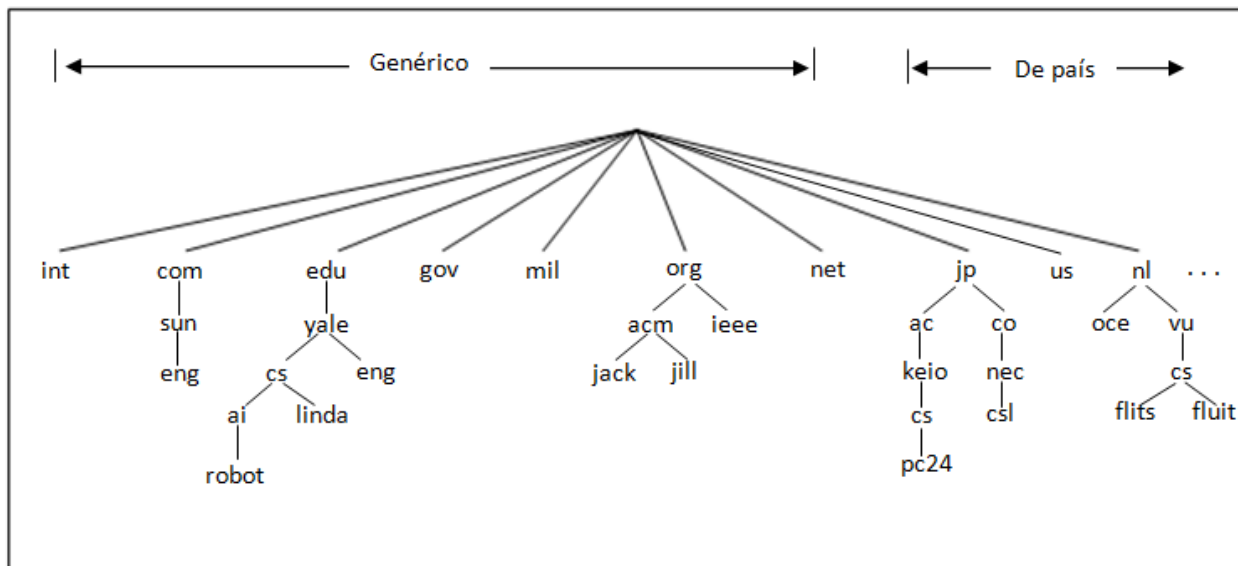 Genérico De país
int com edu gov mil org net jp us nl . . .
sun yale acm ieee ac co oce vu
eng cs eng jack jill keio nec cs
ai linda cs csl flits fluit
robot pc24